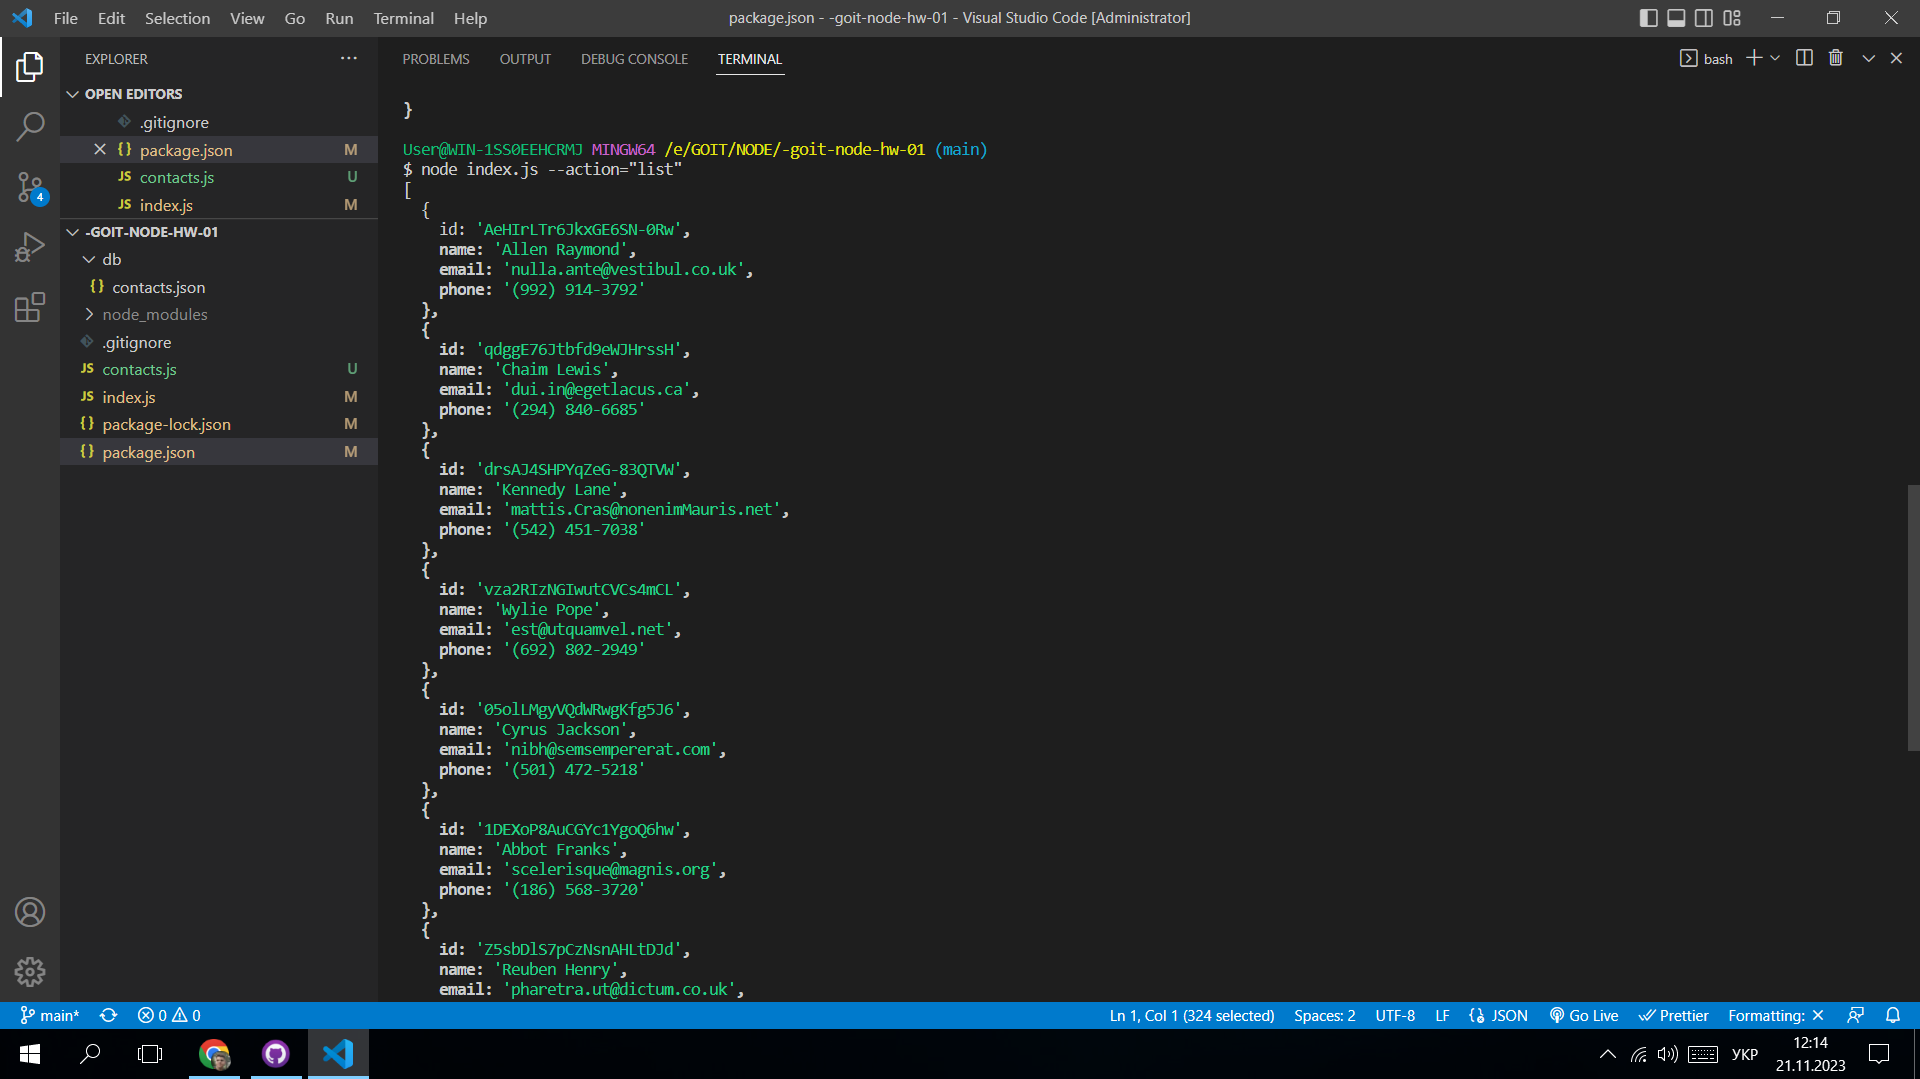 File Edit Selection View Go Run Terminal Help
package.json - -goit-node-hw-01 - Visual Studio Code [Administrator]
EXPLORER
OPEN EDITORS
.gitignore
package.json M
JS contacts.js U
JS index.js M
-GOIT-NODE-HW-01
db
{} contacts.json
node_modules
.gitignore
JS contacts.js U
JS index.js M
{} package-lock.json M
{} package.json M
4
PROBLEMS OUTPUT DEBUG CONSOLE TERMINAL
bash
}
User@WIN-1SS0EEHCRMJ MINGW64 /e/GOIT/NODE/-goit-node-hw-01 (main)
$ node index.js --action="list"
[
{
id: 'AeHIrLTr6JkxGE6SN-0Rw',
name: 'Allen Raymond',
email: 'nulla.ante@vestibul.co.uk',
phone: '(992) 914-3792'
},
{
id: 'qdggE76Jtbfd9eWJHrssH',
name: 'Chaim Lewis',
email: 'dui.in@egetlacus.ca',
phone: '(294) 840-6685'
},
{
id: 'drsAJ4SHPYqZeG-83QTVW',
name: 'Kennedy Lane',
email: 'mattis.Cras@nonenimMauris.net',
phone: '(542) 451-7038'
},
{
id: 'vza2RIzNGIwutCVCs4mCL',
name: 'Wylie Pope',
email: 'est@utquamvel.net',
phone: '(692) 802-2949'
},
{
id: '05olLMgyVQdWRwgKfg5J6',
name: 'Cyrus Jackson',
email: 'nibh@semsempererat.com',
phone: '(501) 472-5218'
},
{
id: '1DEXoP8AuCGYc1YgoQ6hw',
name: 'Abbot Franks',
email: 'scelerisque@magnis.org',
phone: '(186) 568-3720'
},
{
id: 'Z5sbDlS7pCzNsnAHLtDJd',
name: 'Reuben Henry',
email: 'pharetra.ut@dictum.co.uk',
main* 0 0 Ln 1, Col 1 (324 selected) Spaces: 2 UTF-8 LF {} JSON Go Live Prettier Formatting: ✕
УКР
12:14
21.11.2023